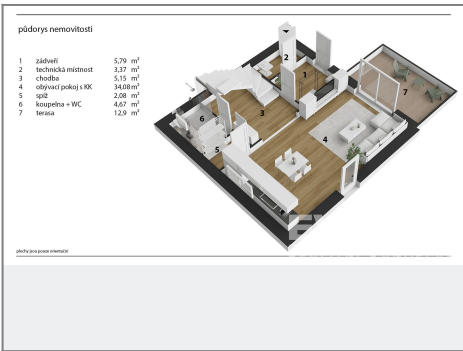 půdorys nemovitosti
1 zádveří 5,79 m²
2 technická místnost 3,37 m²
3 chodba 5,15 m²
4 obývací pokoj s KK 34,08 m²
5 spíž 2,08 m²
6 koupelna + WC 4,67 m²
7 terasa 12,9 m²
2
1
7
3
6
4
5
plochy jsou pouze orientační